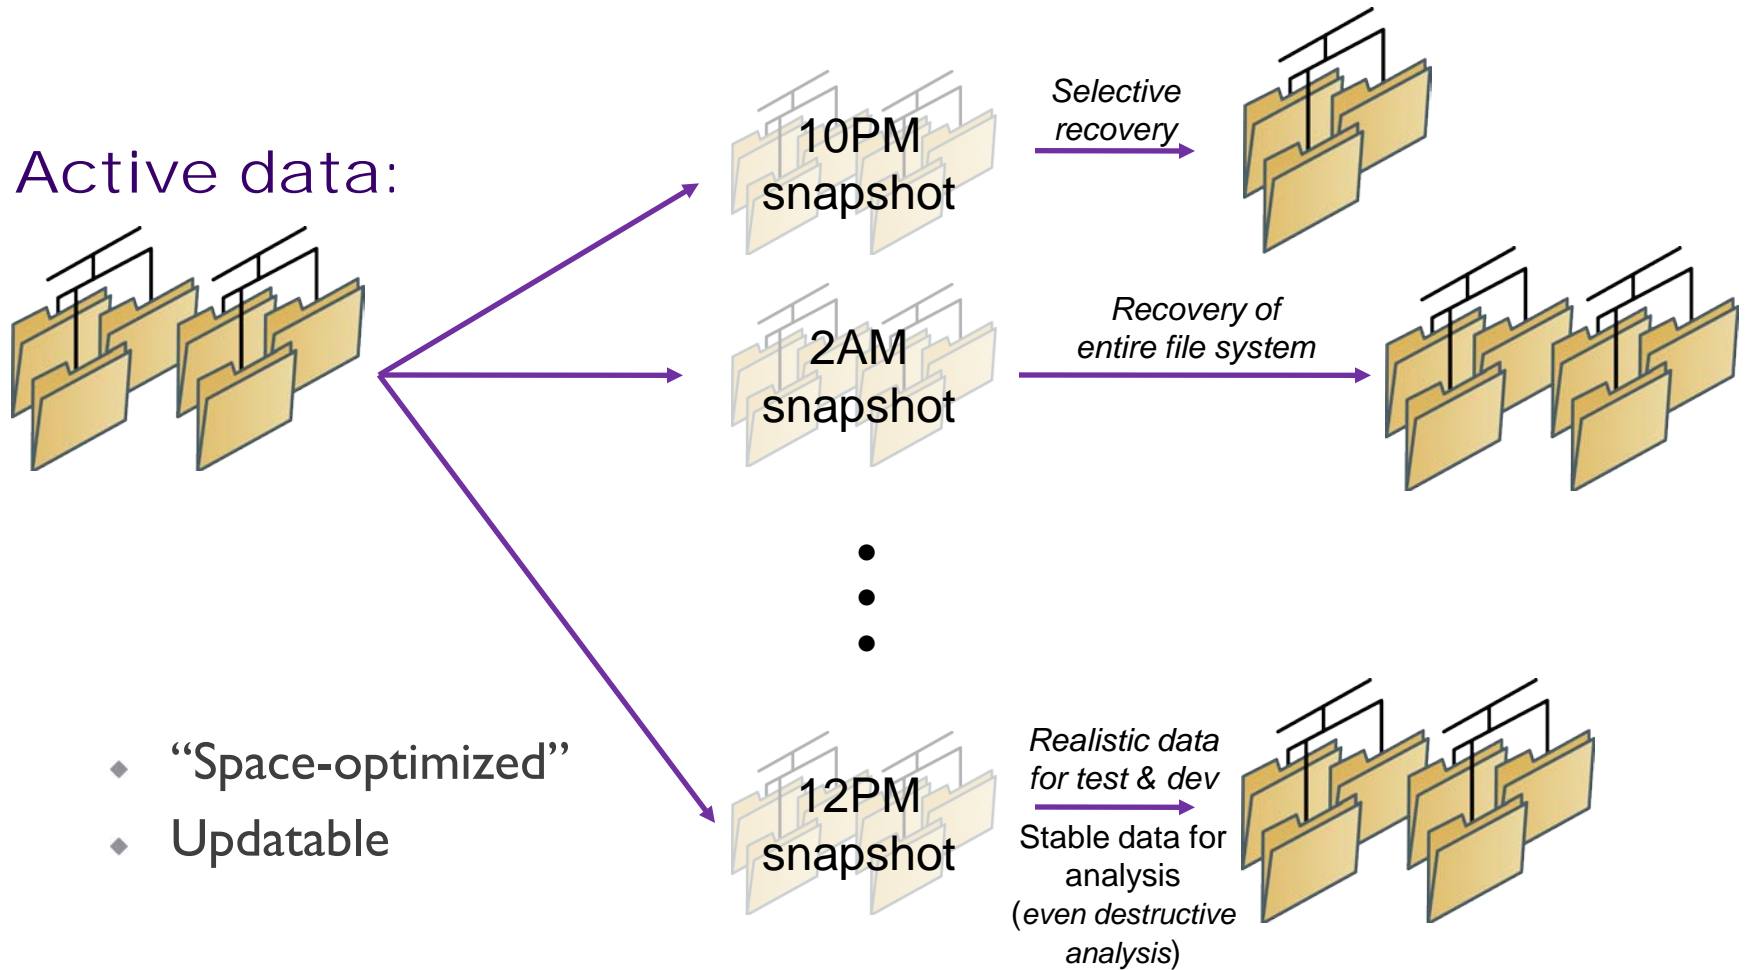 Active data:
10PM
snapshot
Selective
recovery
2AM
snapshot
Recovery of
entire file system
“Space-optimized”
Updatable
12PM
snapshot
Realistic data
for test & dev
Stable data for
analysis
(even destructive
analysis)